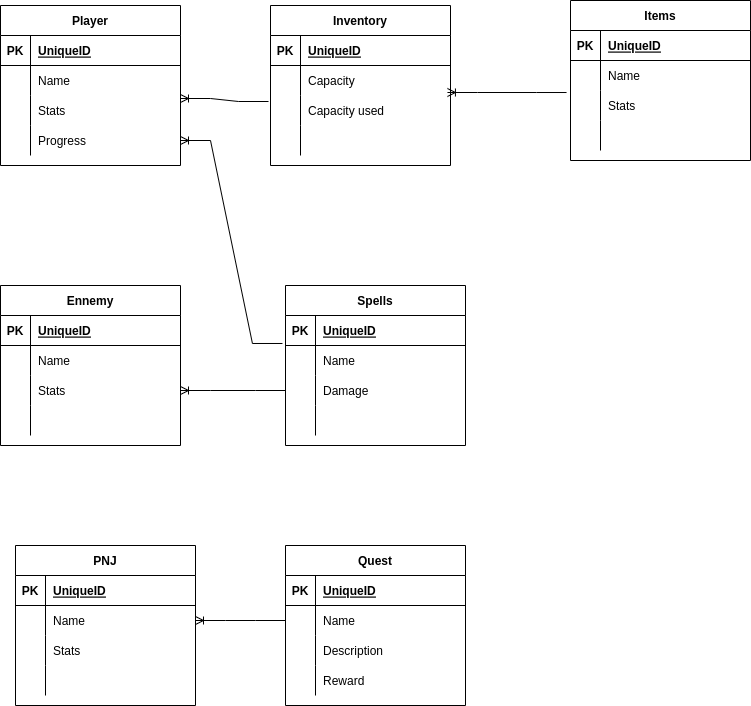 Player
PK UniqueID
Name
Stats
Progress
Inventory
PK UniqueID
Capacity
Capacity used
Items
PK UniqueID
Name
Stats
Ennemy
PK UniqueID
Name
Stats
Spells
PK UniqueID
Name
Damage
PNJ
PK UniqueID
Name
Stats
Quest
PK UniqueID
Name
Description
Reward